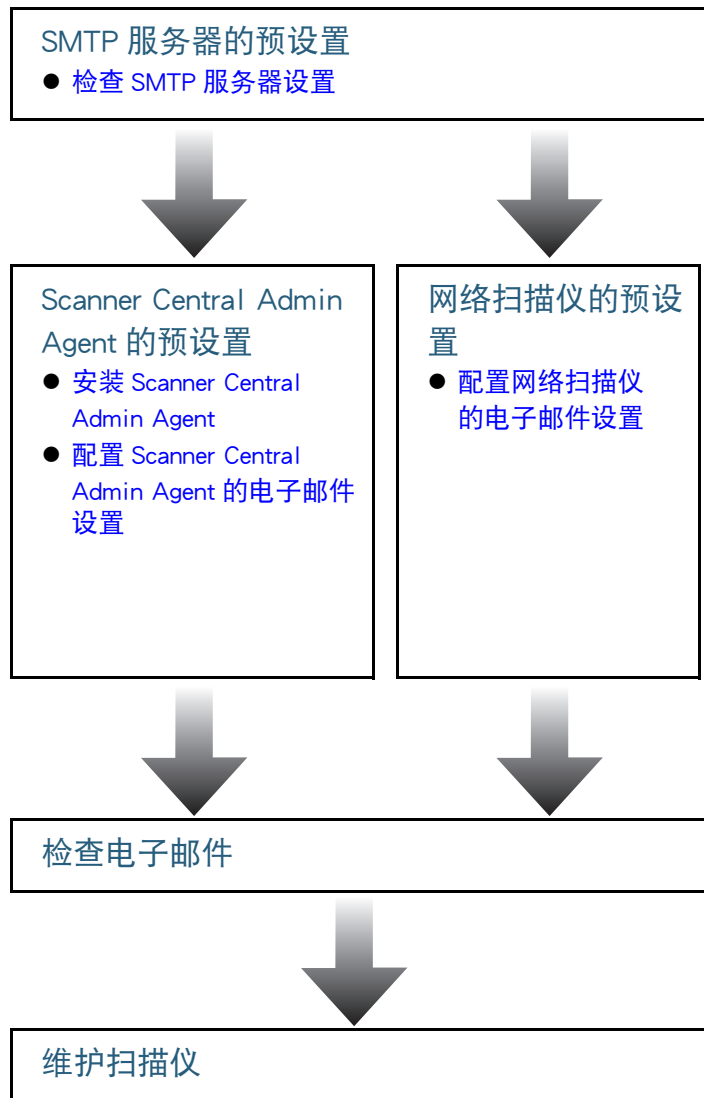 SMTP 服务器的预设置
● 检查 SMTP 服务器设置
Scanner Central Admin
Agent 的预设置
● 安装 Scanner Central
Admin Agent
● 配置 Scanner Central
Admin Agent 的电子邮件
设置
网络扫描仪的预设
置
● 配置网络扫描仪
的电子邮件设置
检查电子邮件
维护扫描仪